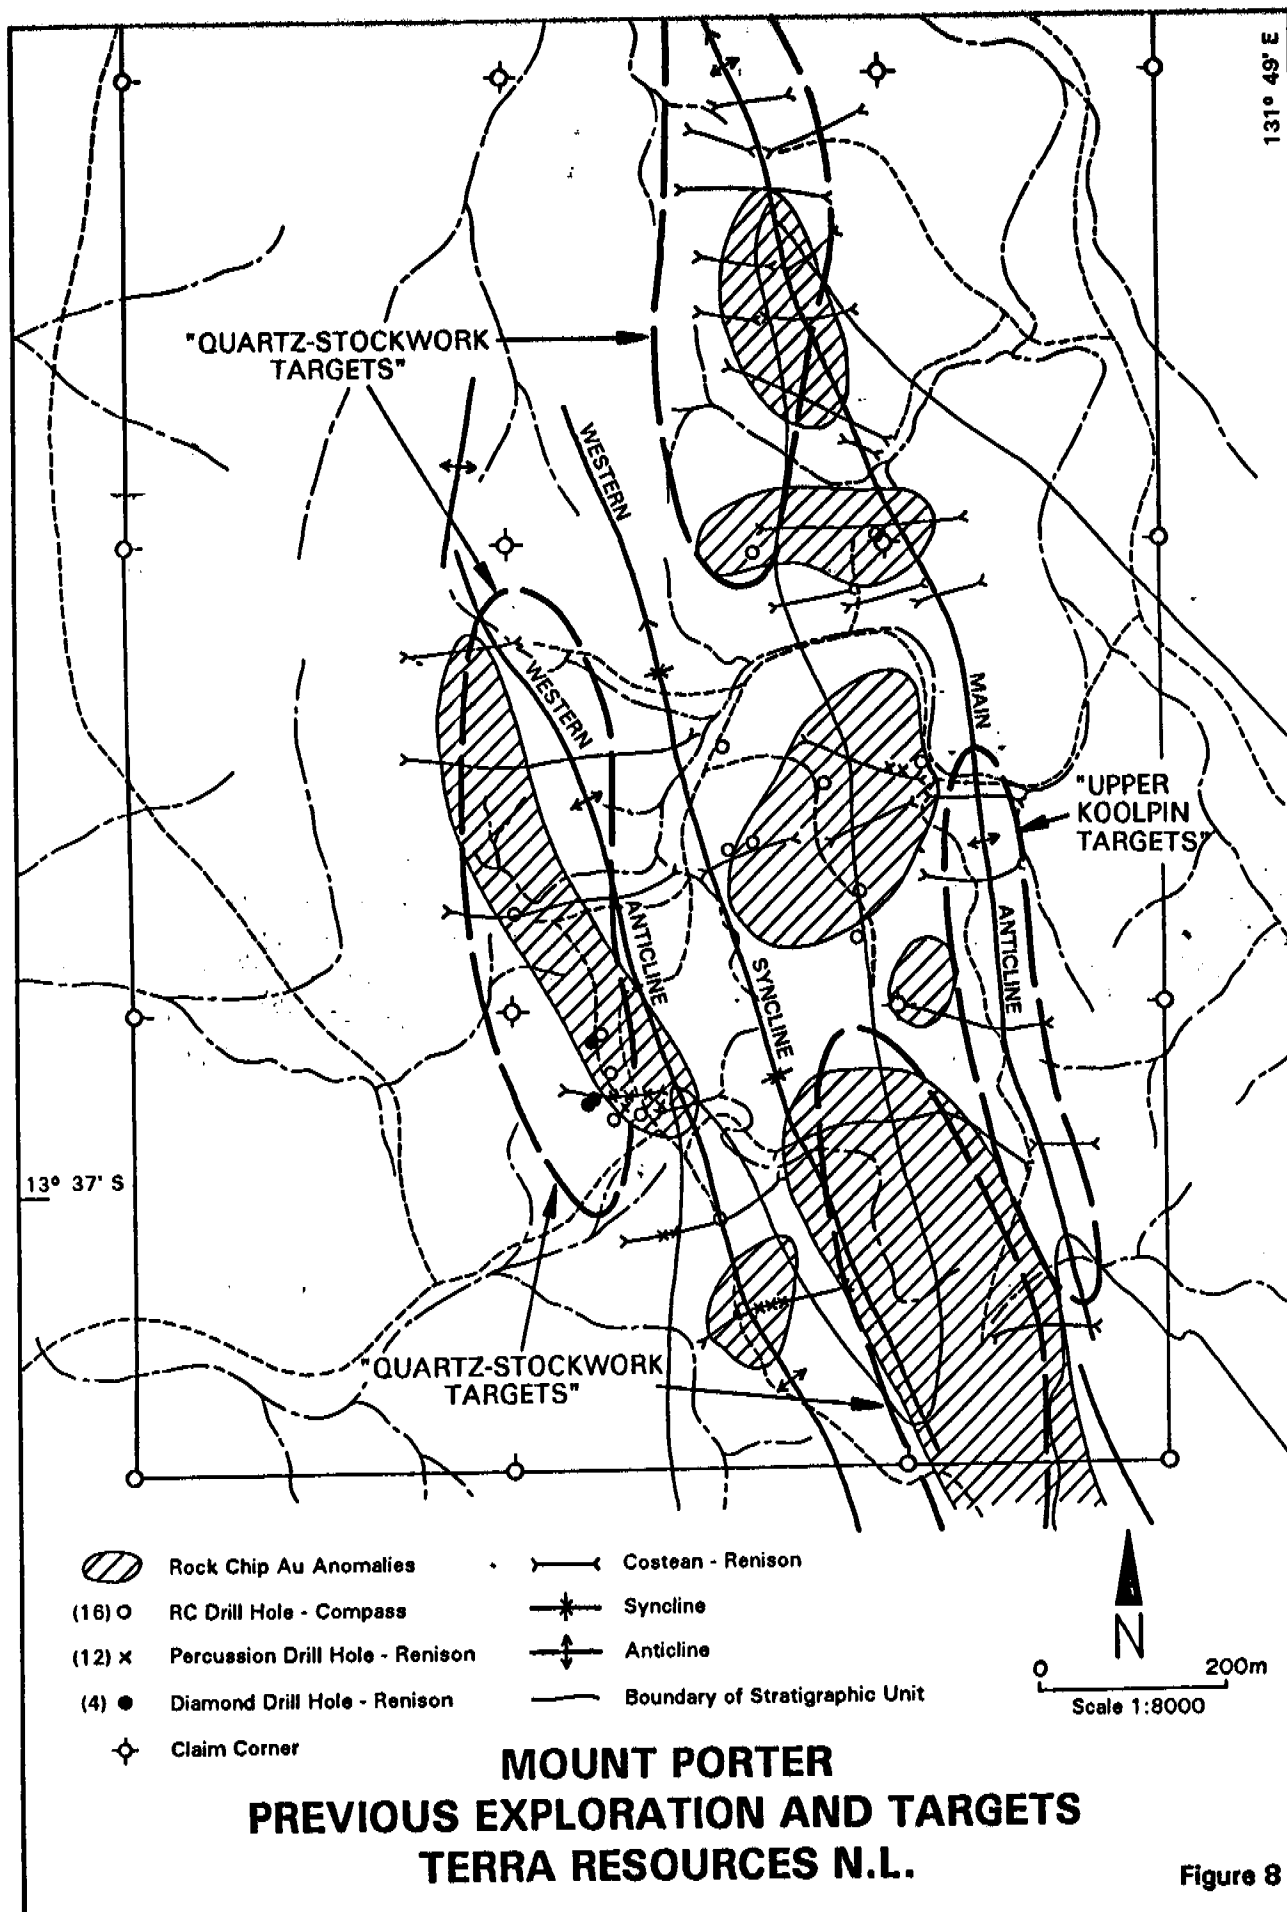 131° 49' E
"QUARTZ-STOCKWORK
TARGETS"
WESTERN
WESTERN
MAIN
"UPPER
KOOLPIN
TARGETS"
ANTICLINE
SYNCLINE
ANTICLINE
13° 37' S
"QUARTZ-STOCKWORK
TARGETS"
Rock Chip Au Anomalies
(16) RC Drill Hole - Compass
(12) x Percussion Drill Hole - Renison
(4) Diamond Drill Hole - Renison
Claim Corner
Costean - Renison
Syncline
Anticline
Boundary of Stratigraphic Unit
N
0 200m
Scale 1:8000
MOUNT PORTER
PREVIOUS EXPLORATION AND TARGETS
TERRA RESOURCES N.L.
Figure 8